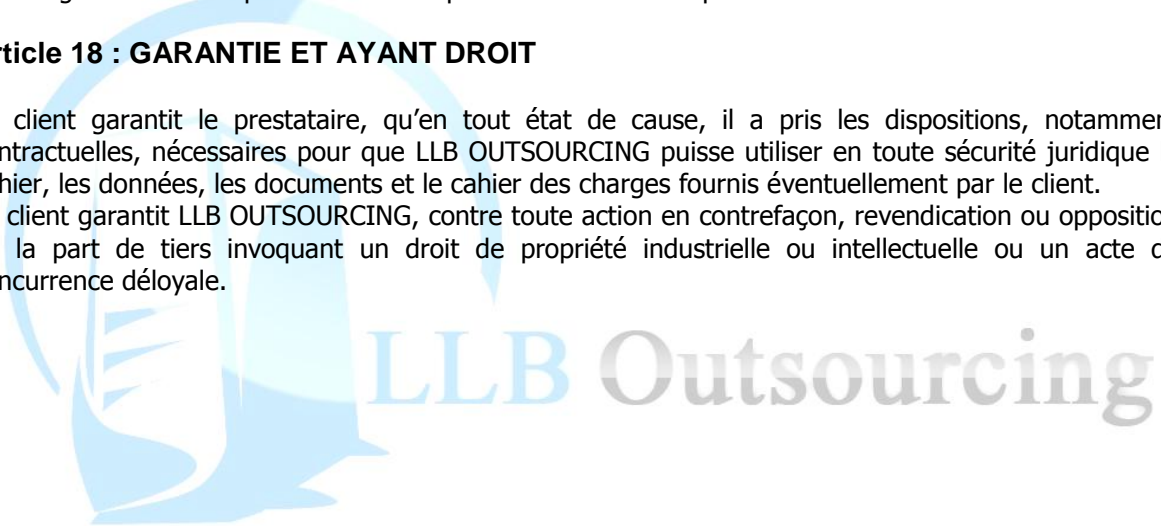 rticle 18 : GARANTIE ET AYANT DROIT
client garantit le prestataire, qu'en tout état de cause, il a pris les dispositions, notammen
ntractuelles, nécessaires pour que LLB OUTSOURCING puisse utiliser en toute sécurité juridique
hier, les données, les documents et le cahier des charges fournis éventuellement par le client.
client garantit LLB OUTSOURCING, contre toute action en contrefaçon, revendication ou oppositio
la part de tiers invoquant un droit de propriété industrielle ou intellectuelle ou un acte d
ncurrence déloyale.
LLB Outsourcing